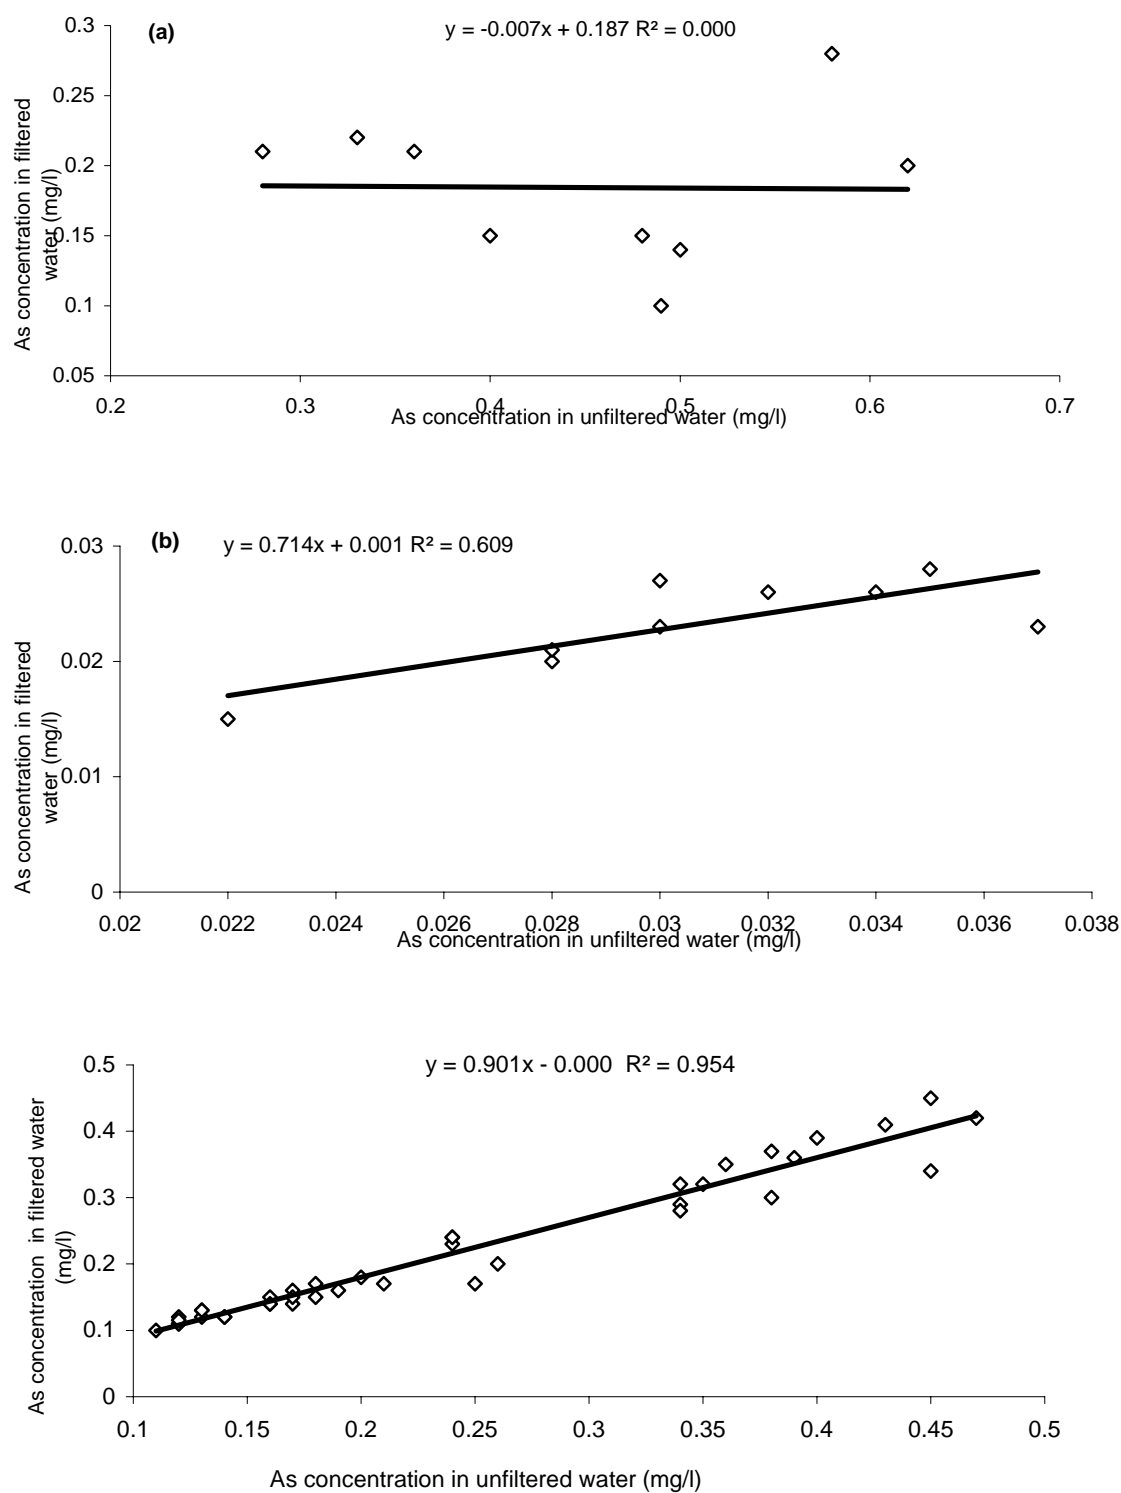 (a)
y = -0.007x + 0.187 R² = 0.000
0.3
0.25
0.2
0.15
0.1
0.05
As concentration in filtered
water (mg/l)
0.2 0.3 0.4 0.5 0.6 0.7
As concentration in unfiltered water (mg/l)
(b)
y = 0.714x + 0.001 R² = 0.609
0.03
0.02
0.01
0
As concentration in filtered
water (mg/l)
0.02 0.022 0.024 0.026 0.028 0.03 0.032 0.034 0.036 0.038
As concentration in unfiltered water (mg/l)
y = 0.901x - 0.000 R² = 0.954
0.5
0.4
0.3
0.2
0.1
0
As concentration in filtered water
(mg/l)
0.1 0.15 0.2 0.25 0.3 0.35 0.4 0.45 0.5
As concentration in unfiltered water (mg/l)